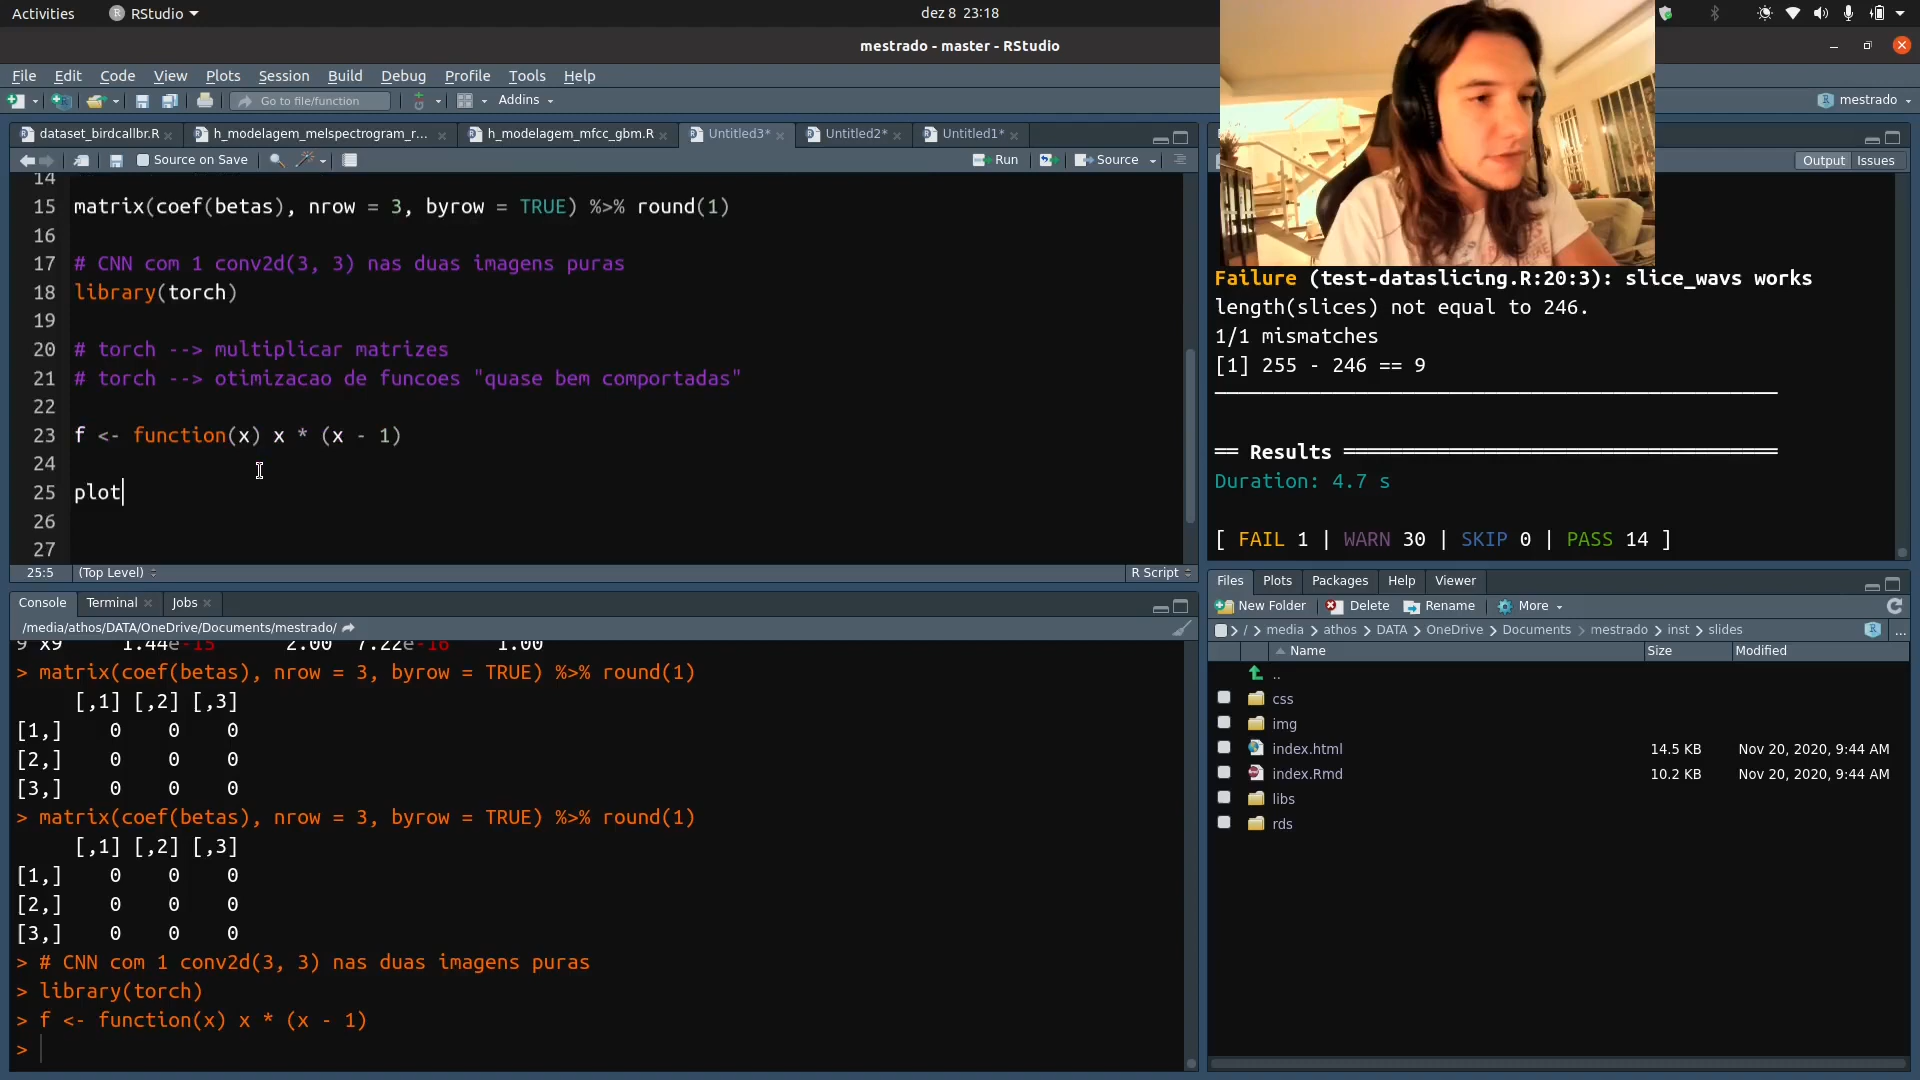 Activities
RStudio
dez 8 23:18
mestrado - master - RStudio
File Edit Code View Plots Session Build Debug Profile Tools Help
Go to file/function
Addins
mestrado
dataset_birdcallbr.R
h_modelagem_melspectrogram_r...
h_modelagem_mfcc_gbm.R
Untitled3*
Untitled2*
Untitled1*
Source on Save
Run
Source
Output Issues
14
15 matrix(coef(betas), nrow = 3, byrow = TRUE) %>% round(1)
16
17 # CNN com 1 conv2d(3, 3) nas duas imagens puras
18 library(torch)
19
20 # torch --> multiplicar matrizes
21 # torch --> otimizacao de funcoes "quase bem comportadas"
22
23 f <- function(x) x * (x - 1)
24
25 plot
26
27
25:5 (Top Level) R Script
Failure (test-dataslicing.R:20:3): slice_wavs works
length(slices) not equal to 246.
1/1 mismatches
[1] 255 - 246 == 9
== Results
Duration: 4.7 s
[ FAIL 1 | WARN 30 | SKIP 0 | PASS 14 ]
Console Terminal Jobs
/media/athos/DATA/OneDrive/Documents/mestrado/
9 x9 1.44e-15 2.00 7.22e-16 1.00
> matrix(coef(betas), nrow = 3, byrow = TRUE) %>% round(1)
[,1] [,2] [,3]
[1,] 0 0 0
[2,] 0 0 0
[3,] 0 0 0
> matrix(coef(betas), nrow = 3, byrow = TRUE) %>% round(1)
[,1] [,2] [,3]
[1,] 0 0 0
[2,] 0 0 0
[3,] 0 0 0
> # CNN com 1 conv2d(3, 3) nas duas imagens puras
> library(torch)
> f <- function(x) x * (x - 1)
>
Files Plots Packages Help Viewer
New Folder Delete Rename More
/ > media > athos > DATA > OneDrive > Documents > mestrado > inst > slides
...
Name Size Modified
..
css
img
index.html 14.5 KB Nov 20, 2020, 9:44 AM
index.Rmd 10.2 KB Nov 20, 2020, 9:44 AM
libs
rds